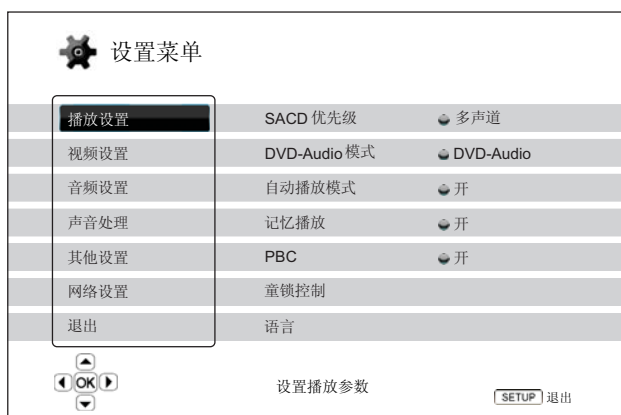 设置菜单
播放设置 SACD 优先级 多声道
视频设置 DVD-Audio 模式 DVD-Audio
音频设置 自动播放模式 开
声音处理 记忆播放 开
其他设置 PBC 开
网络设置 童锁控制
退出 语言
OK 设置播放参数 SETUP 退出